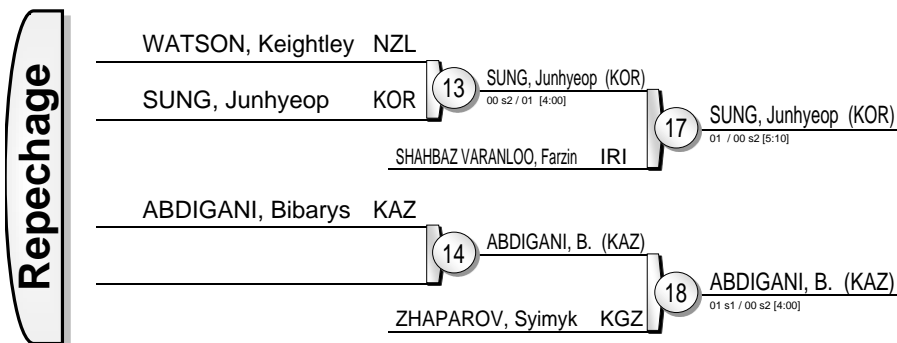 Repechage
WATSON, Keightley NZL
SUNG, Junhyeop KOR
13
SUNG, Junhyeop (KOR)
00 s2 / 01 [4:00]
SHAHBAZ VARANLOO, Farzin IRI
17
SUNG, Junhyeop (KOR)
01 / 00 s2 [5:10]
ABDIGANI, Bibarys KAZ
14
ABDIGANI, B. (KAZ)
ZHAPAROV, Syimyk KGZ
18
ABDIGANI, B. (KAZ)
01 s1 / 00 s2 [4:00]